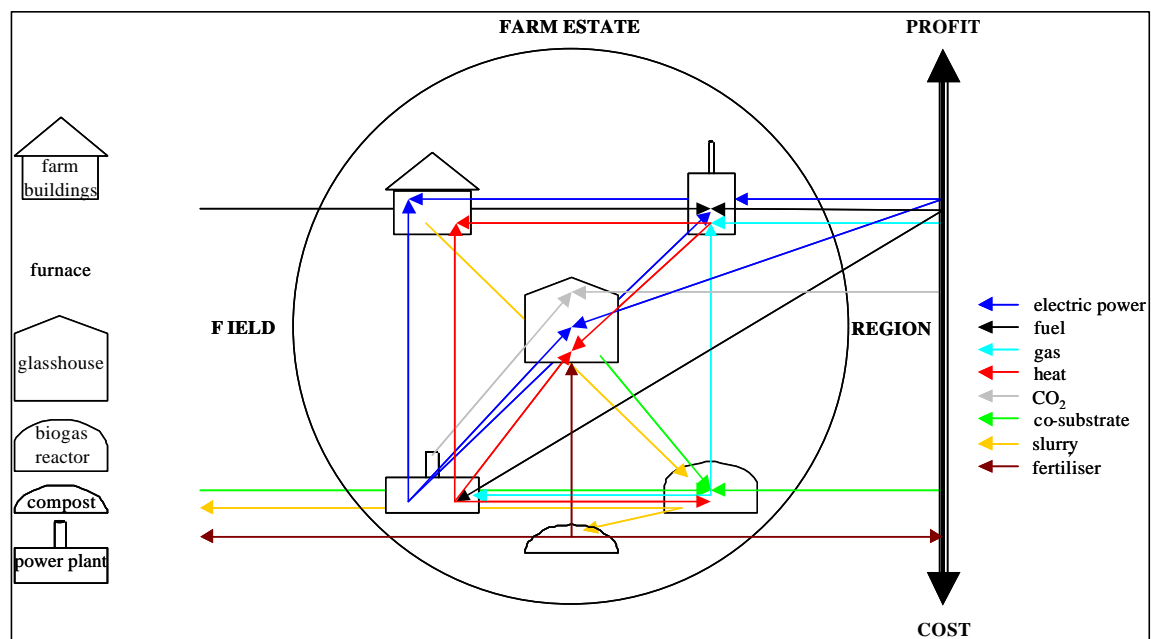 FARM ESTATE
PROFIT
farm
buildings
furnace
glasshouse
biogas
reactor
compost
power plant
FIELD
REGION
electric power
fuel
gas
heat
CO₂
co-substrate
slurry
fertiliser
COST